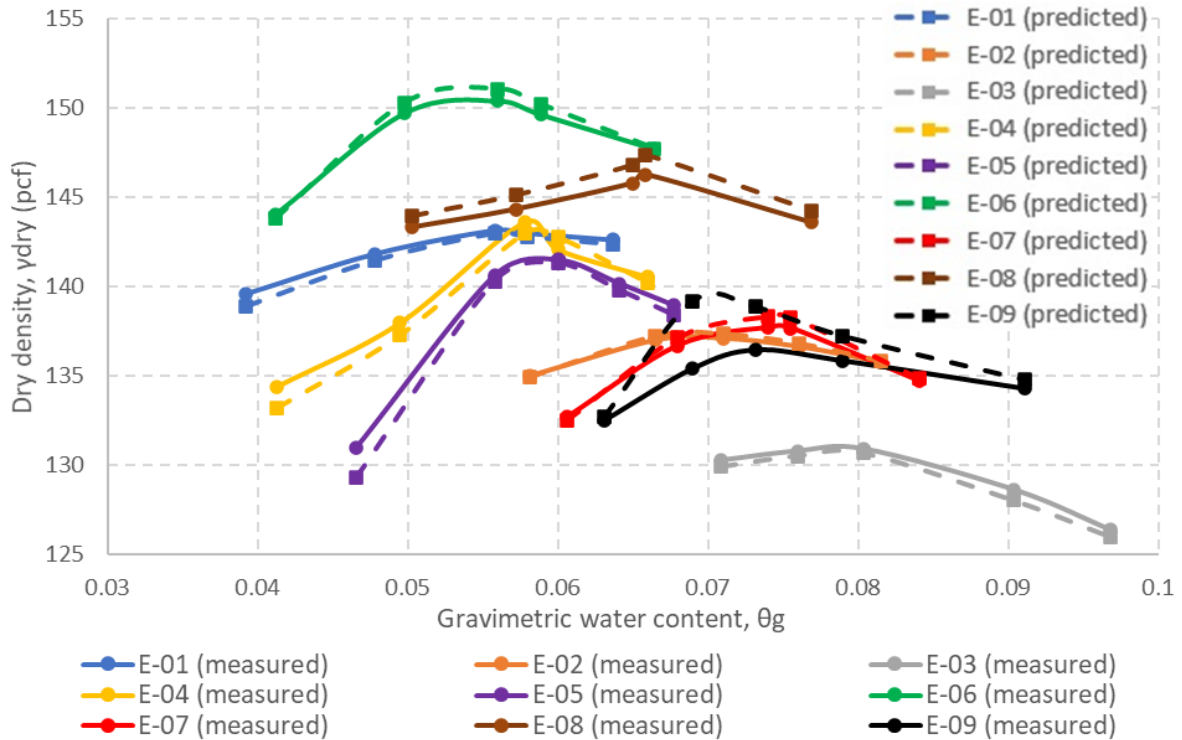 155
150
145
140
135
130
125
Dry density, γdry (pcf)
0.03 0.04 0.05 0.06 0.07 0.08 0.09 0.1
Gravimetric water content, θg
E-01 (predicted)
E-02 (predicted)
E-03 (predicted)
E-04 (predicted)
E-05 (predicted)
E-06 (predicted)
E-07 (predicted)
E-08 (predicted)
E-09 (predicted)
E-01 (measured) E-02 (measured) E-03 (measured)
E-04 (measured) E-05 (measured) E-06 (measured)
E-07 (measured) E-08 (measured) E-09 (measured)